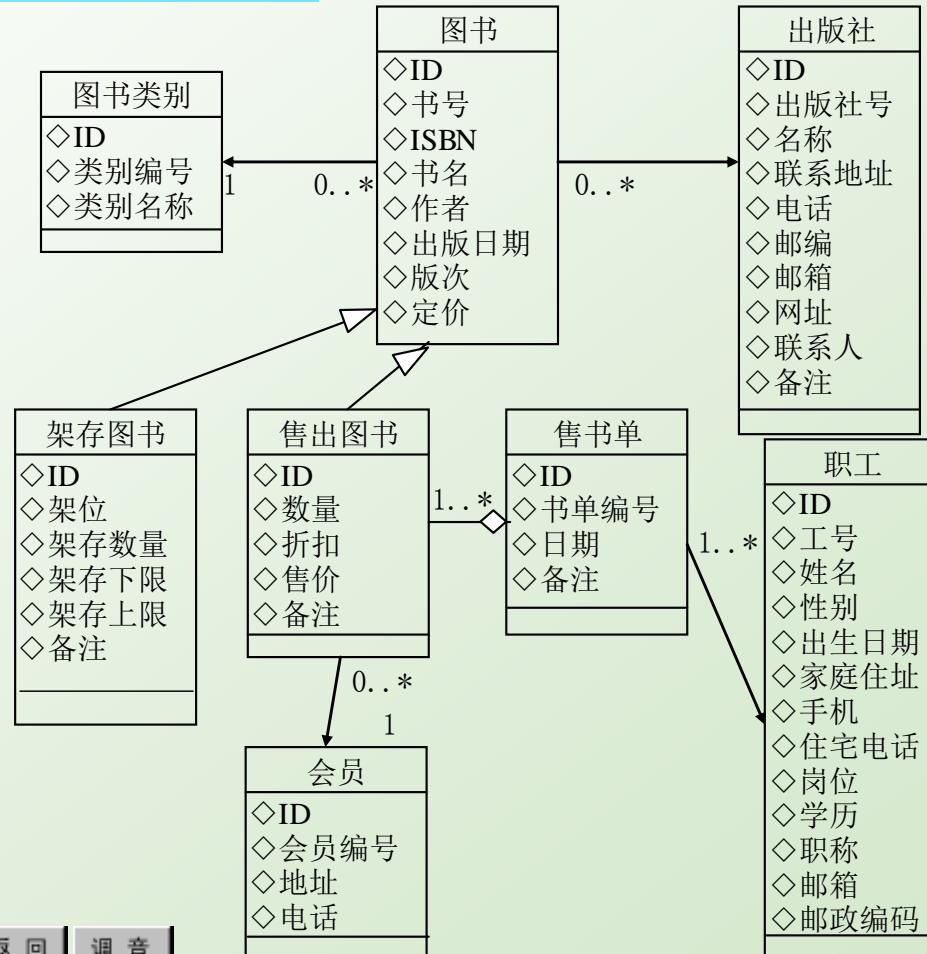 图书
◇ID
◇书号
◇ISBN
◇书名
◇作者
◇出版日期
◇版次
◇定价
出版社
◇ID
◇出版社号
◇名称
◇联系地址
◇电话
◇邮编
◇邮箱
◇网址
◇联系人
◇备注
图书类别
◇ID
◇类别编号
◇类别名称
1
0..*
0..*
架存图书
◇ID
◇架位
◇架存数量
◇架存下限
◇架存上限
◇备注
售出图书
◇ID
◇数量
◇折扣
◇售价
◇备注
1..*
售书单
◇ID
◇书单编号
◇日期
◇备注
1..*
职工
◇ID
◇工号
◇姓名
◇性别
◇出生日期
◇家庭住址
◇手机
◇住宅电话
◇岗位
◇学历
◇职称
◇邮箱
◇邮政编码
0..*
1
会员
◇ID
◇会员编号
◇地址
◇电话
返回
调音